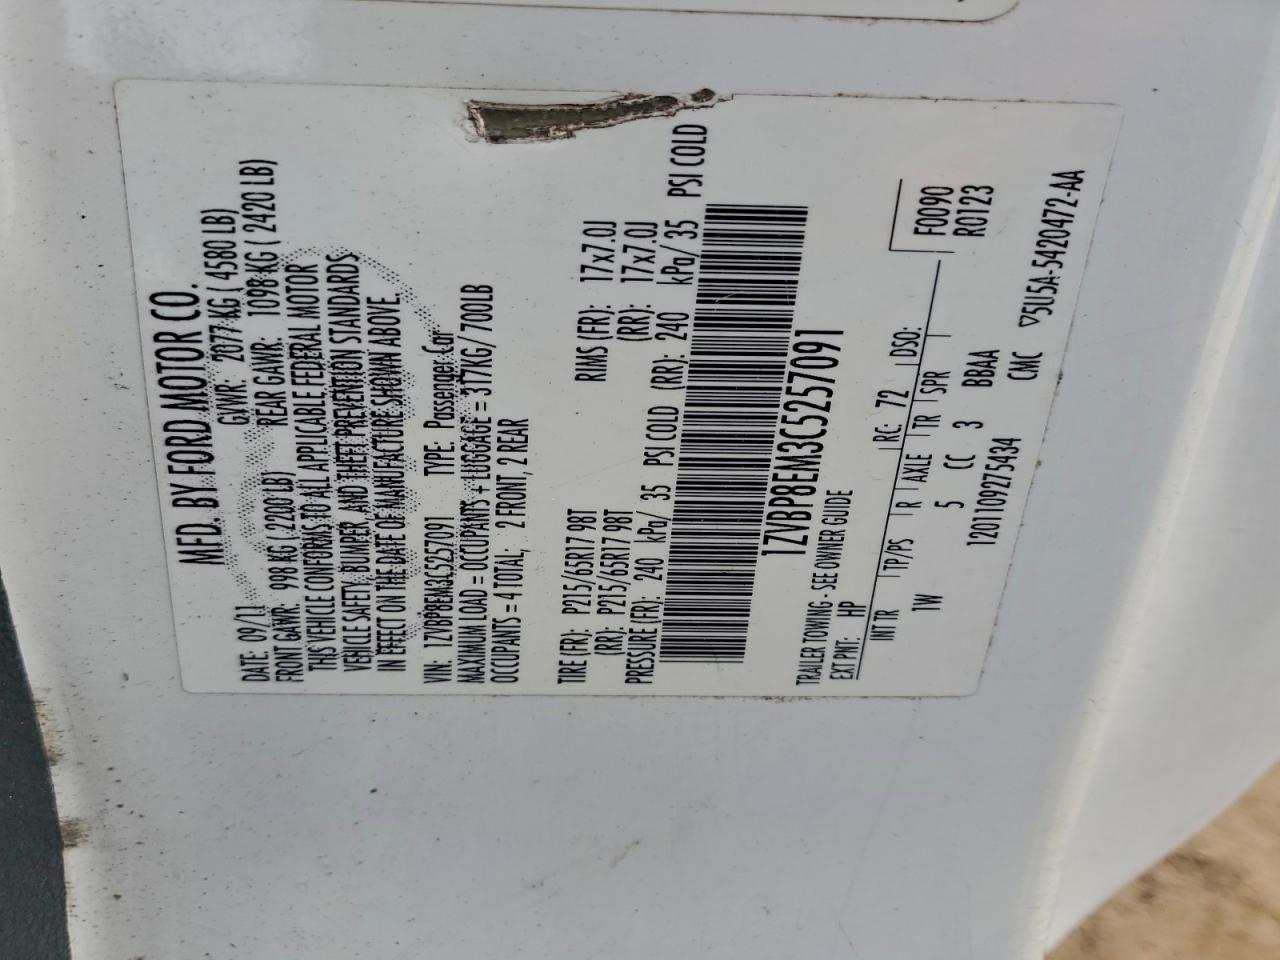 MFD. BY FORD MOTOR CO.
DATE: 09/11 GVWR: 2077 KG ( 4580 LB)
FRONT GAWR: 998 KG ( 2200 LB) REAR GAWR: 1098 KG ( 2420 LB)
THIS VEHICLE CONFORMS TO ALL APPLICABLE FEDERAL MOTOR
VEHICLE SAFETY, BUMPER, AND THEFT PREVENTION STANDARDS
IN EFFECT ON THE DATE OF MANUFACTURE SHOWN ABOVE.
VIN: 1ZVBP8EM3C5257091 TYPE: Passenger Car
MAXIMUM LOAD = OCCUPANTS + LUGGAGE = 317KG/ 700LB
OCCUPANTS = 4 TOTAL; 2 FRONT, 2 REAR
TIRE (FR): P215/65R17 98T RIMS (FR): 17x7.0J
(RR): P215/65R17 98T (RR): 17x7.0J
PRESSURE (FR): 240 kPa/ 35 PSI COLD (RR): 240 kPa/ 35 PSI COLD
1ZVBP8EM3C5257091
TRAILER TOWING - SEE OWNER GUIDE
EXT PNT: HP RC: 72 DSO: F0090
R0123
INT TR TP/PS R AXLE TR SPR
1W 5 CC 3 BBAA
1201109275434 CMC ▽5U5A-5420472-AA